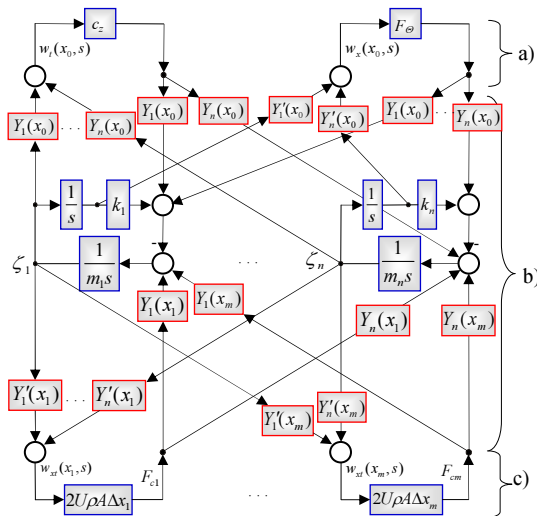 c_z F_Θ
w_t(x_0,s) w_x(x_0,s) a)
Y_1(x_0) Y_n(x_0) Y_1'(x_0) Y_1(x_0) ... Y_n(x_0)
Y_1(x_0) ... Y_n(x_0) Y_n'(x_0)
1/s k_1 1/s k_n
- -
ζ_1 1/m_1s ... ζ_n 1/m_ns b)
Y_1(x_1) Y_1(x_m) Y_n(x_1) Y_n(x_m)
Y_1'(x_1) ... Y_n'(x_1) Y_1'(x_m) Y_n'(x_m)
w_xt(x_1,s) F_c1 w_xt(x_m,s) F_cm c)
2UρAΔx_1 ... 2UρAΔx_m